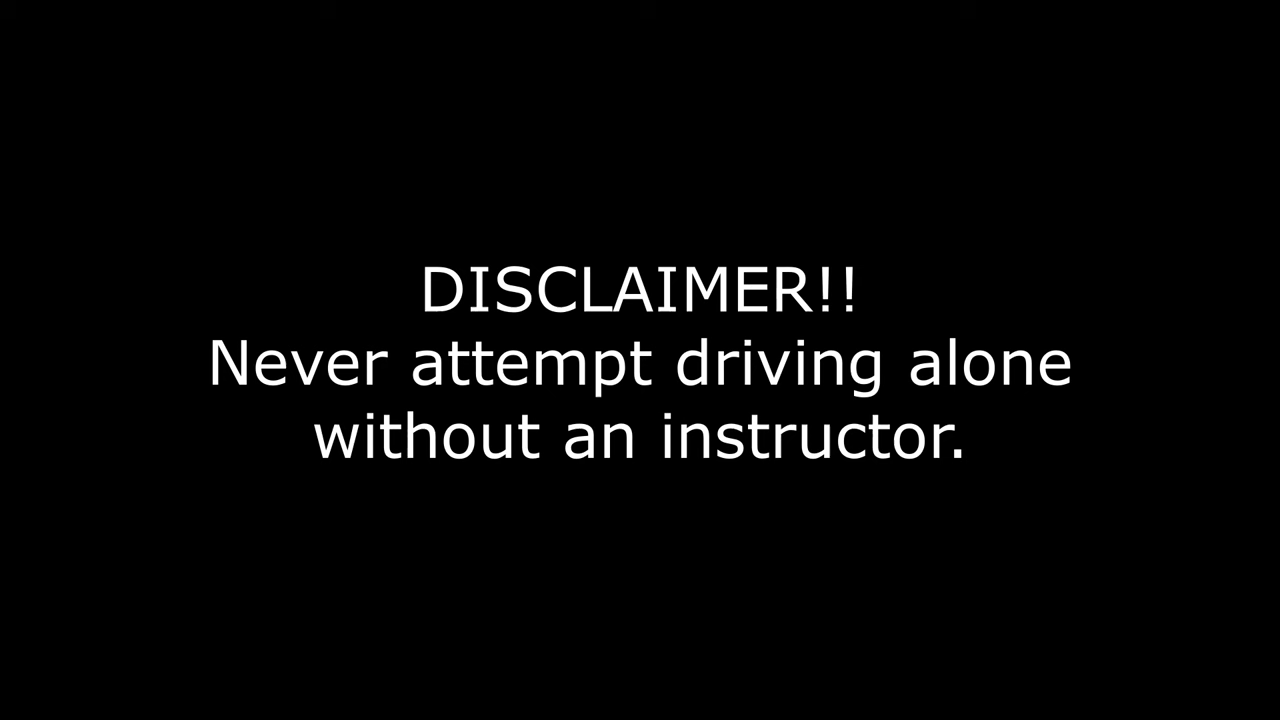 DISCLAIMER!!
Never attempt driving alone
without an instructor.